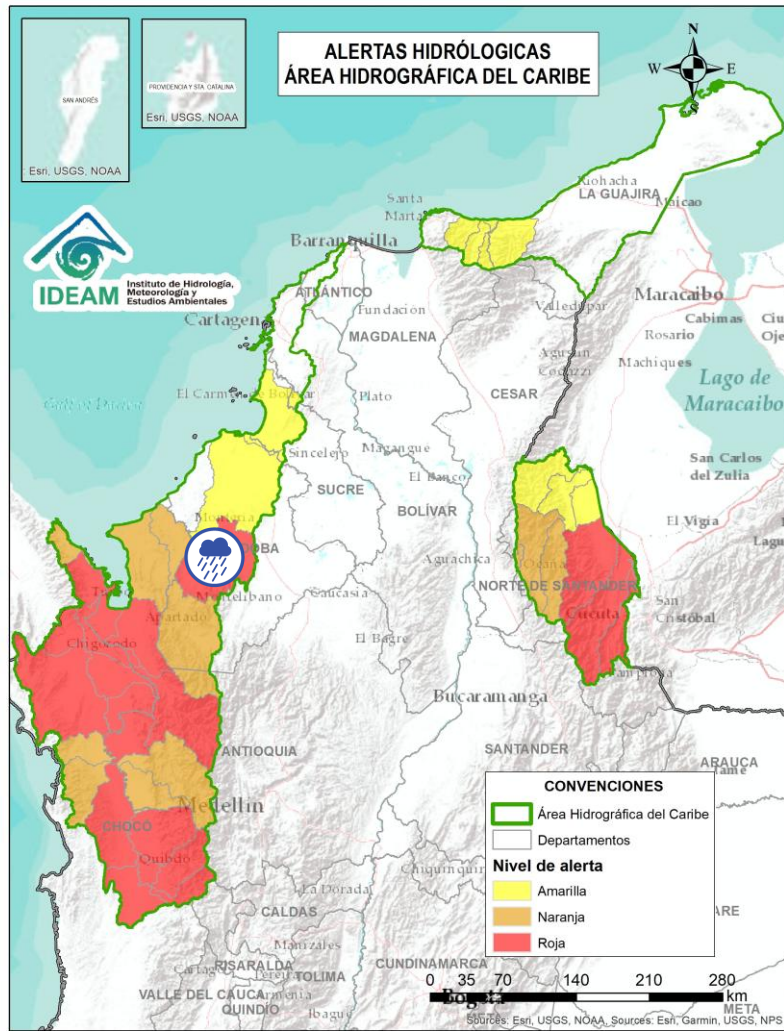 ALERTAS HIDRÓLOGICAS
ÁREA HIDROGRÁFICA DEL CARIBE
N
W
E
S
SAN ANDRÉS
PROVIDENCIA Y STA. CATALINA
Esri, USGS, NOAA
: Esri, USGS, NOAA
IDEAM
Instituto de Hidrología,
Meteorología y
Estudios Ambientales
Riohacha
LA GUAJIRA
Maicao
Santa
Marta
Barranquilla
ATLÁNTICO
Fundación
Valledupar
Maracaibo
Cartagena
MAGDALENA
Cabimas
Rosario
Agustín
Codazzi
Machiques
CESAR
Lago de
Maracaibo
El Carmen de Bolívar
Plato
Sincelejo
Magangue
San Carlos
del Zulia
El Banco
SUCRE
BOLÍVAR
El Vigía
Montería
Aguachica
Ocaña
NORTE DE SANTANDER
Montelibano
Caucasia
San
Cristóbal
Cucuta
Apartado
Chigorodo
El Bagre
Bucaramanga
ANTIOQUIA
SANTANDER
ARAUCA
Medellín
CHOCÓ
Quibdó
La Dorada
CALDAS
Manizales
RISARALDA
Pereira
TOLIMA
CUNDINAMARCA
VALLE DEL CAUCA
Armenia
QUINDÍO
Ibague
Bogotá
META
META
CONVENCIONES
Área Hidrográfica del Caribe
Departamentos
Nivel de alerta
Amarilla
Naranja
Roja
0 35 70 140 210 280
km
Sources: Esri, USGS, NOAA, Sources: Esri, Garmin, USGS, NPS